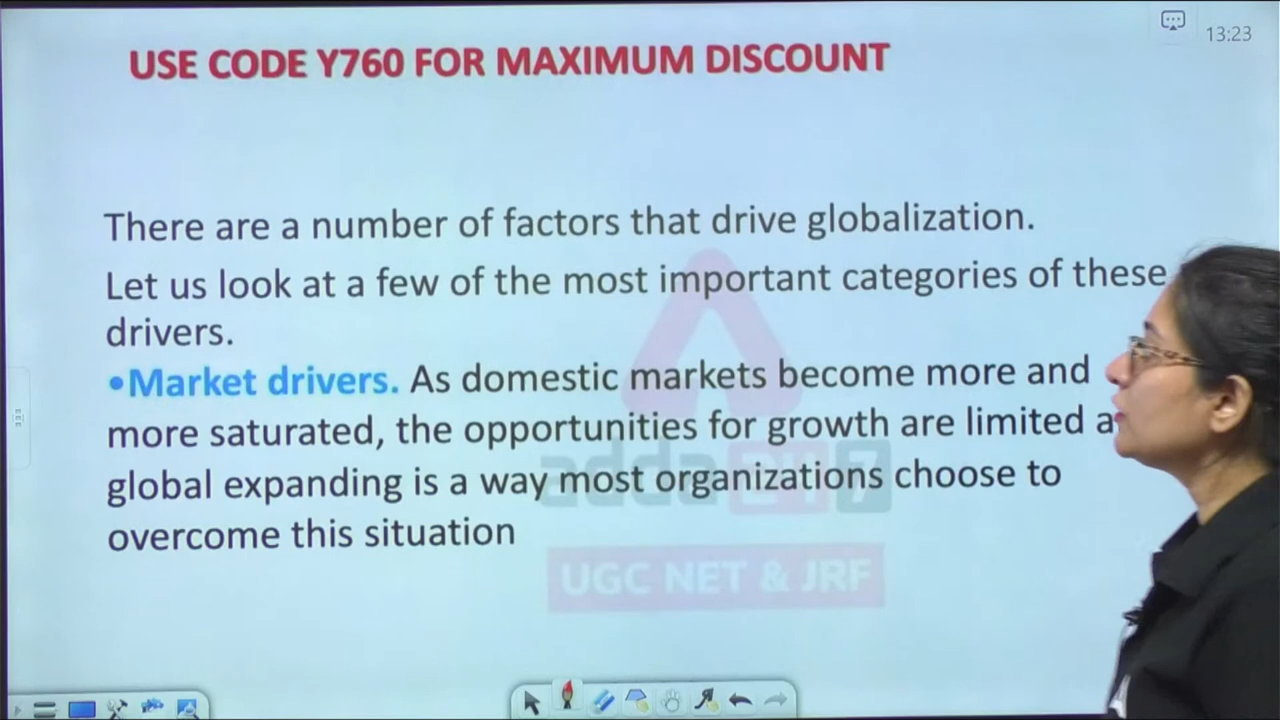 USE CODE Y760 FOR MAXIMUM DISCOUNT
13:23
There are a number of factors that drive globalization.
Let us look at a few of the most important categories of these
drivers.
•Market drivers. As domestic markets become more and
more saturated, the opportunities for growth are limited
global expanding is a way most organizations choose to
overcome this situation
adda 247
UGC NET & JRF